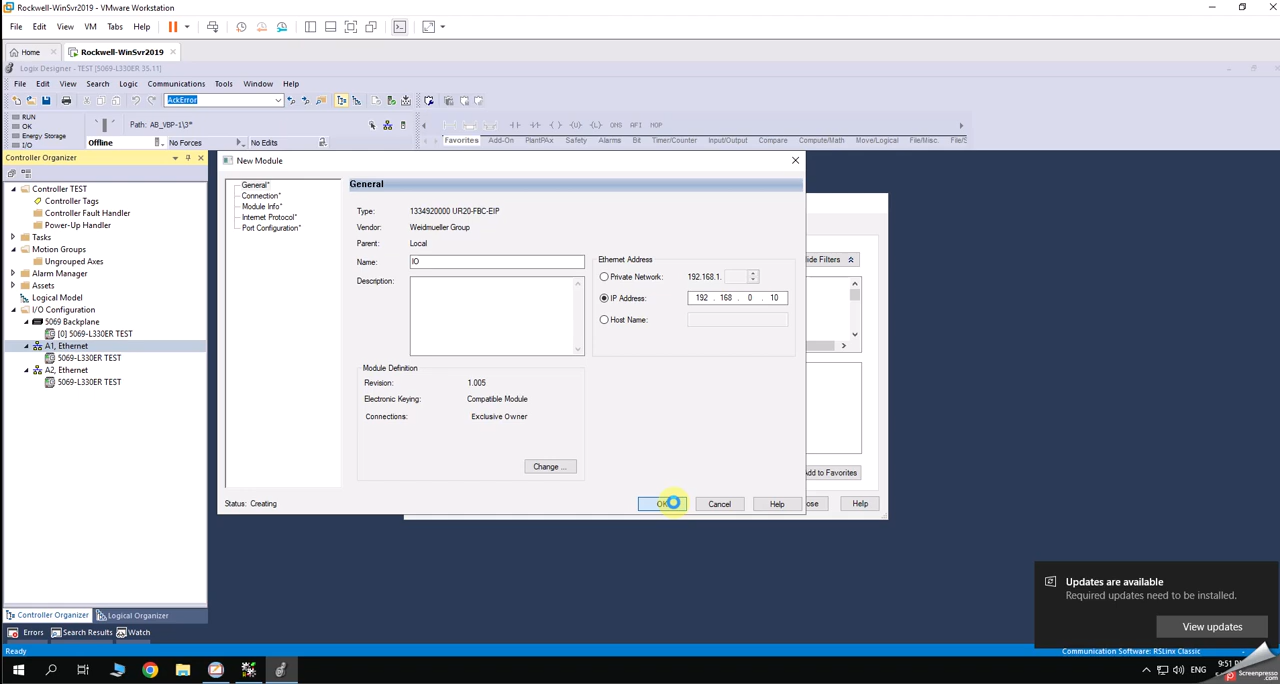 Rockwell-WinSvr2019 - VMware Workstation
File Edit View VM Tabs Help
Home Rockwell-WinSvr2019
Logix Designer - TEST [5069-L330ER 35.11]
File Edit View Search Logic Communications Tools Window Help
AckError
RUN
OK
Energy Storage
I/O
Path: AB_VBP-1\3*
Offline No Forces No Edits
Favorites Add-On PlantPAx Safety Alarms Bit Timer/Counter Input/Output Compare Compute/Math Move/Logical File/Misc. File/S
Controller Organizer
Controller TEST
Controller Tags
Controller Fault Handler
Power-Up Handler
Tasks
Motion Groups
Ungrouped Axes
Alarm Manager
Assets
Logical Model
I/O Configuration
5069 Backplane
[0] 5069-L330ER TEST
A1, Ethernet
5069-L330ER TEST
A2, Ethernet
5069-L330ER TEST
Controller Organizer Logical Organizer
New Module
General*
Connection*
Module Info*
Internet Protocol*
Port Configuration*
General
Type: 1334920000 UR20-FBC-EIP
Vendor: Weidmueller Group
Parent: Local
Name: IO
Description:
Ethernet Address
Private Network: 192.168.1.
IP Address: 192 . 168 . 0 . 10
Host Name:
Module Definition
Revision: 1.005
Electronic Keying: Compatible Module
Connections: Exclusive Owner
Change ...
Status: Creating
OK Cancel Help
ide Filters
Add to Favorites
ose Help
Updates are available
Required updates need to be installed.
View updates
Errors Search Results Watch
Ready
Communication Software: RSLinx Classic
ENG
9:51 PM
Screenpresso
.com